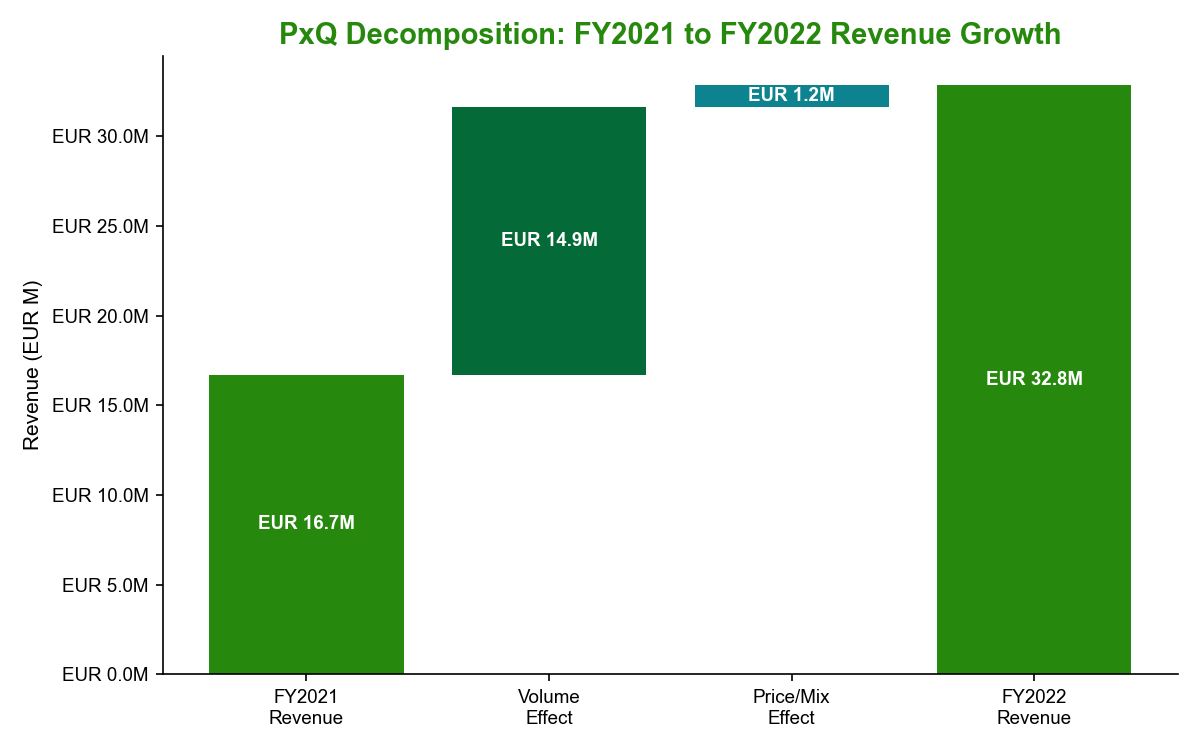 PxQ Decomposition: FY2021 to FY2022 Revenue Growth
Revenue (EUR M)
EUR 30.0M
EUR 25.0M
EUR 20.0M
EUR 15.0M
EUR 10.0M
EUR 5.0M
EUR 0.0M
EUR 16.7M
EUR 14.9M
EUR 1.2M
EUR 32.8M
FY2021
Revenue
Volume
Effect
Price/Mix
Effect
FY2022
Revenue